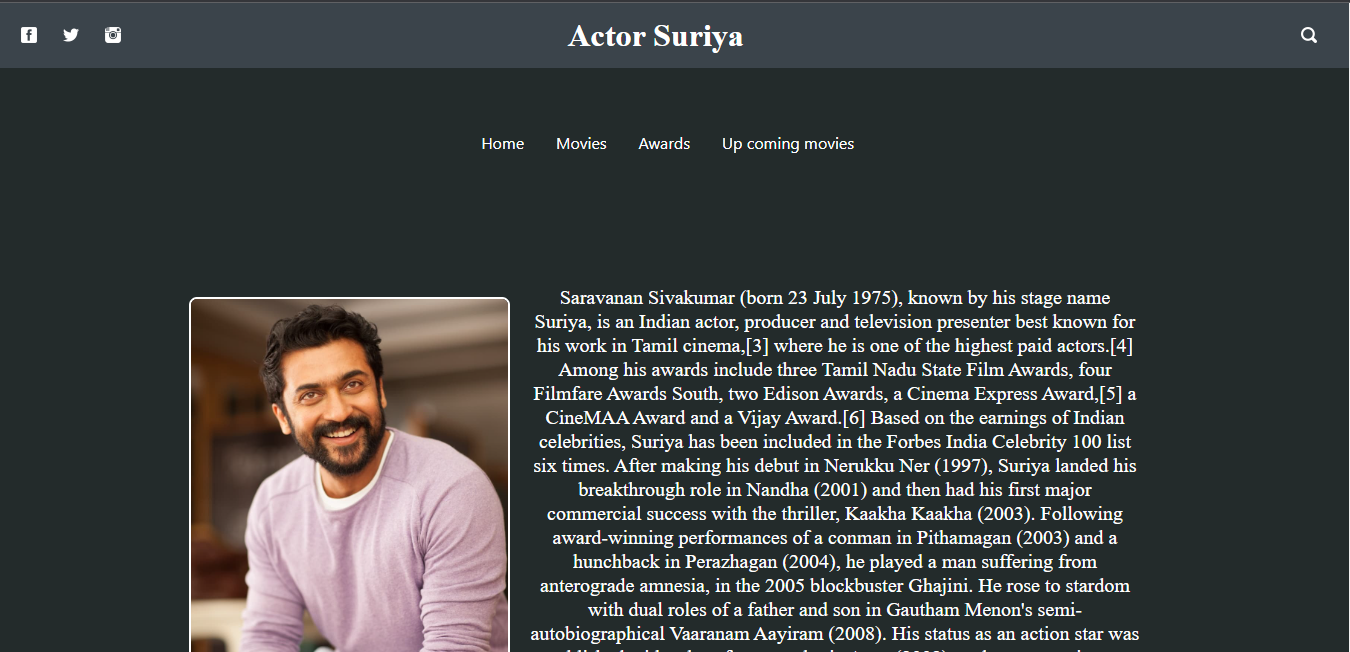 Actor Suriya
Home Movies Awards Up coming movies
Saravanan Sivakumar (born 23 July 1975), known by his stage name
Suriya, is an Indian actor, producer and television presenter best known for
his work in Tamil cinema,[3] where he is one of the highest paid actors.[4]
Among his awards include three Tamil Nadu State Film Awards, four
Filmfare Awards South, two Edison Awards, a Cinema Express Award,[5] a
CineMAA Award and a Vijay Award.[6] Based on the earnings of Indian
celebrities, Suriya has been included in the Forbes India Celebrity 100 list
six times. After making his debut in Nerukku Ner (1997), Suriya landed his
breakthrough role in Nandha (2001) and then had his first major
commercial success with the thriller, Kaakha Kaakha (2003). Following
award-winning performances of a conman in Pithamagan (2003) and a
hunchback in Perazhagan (2004), he played a man suffering from
anterograde amnesia, in the 2005 blockbuster Ghajini. He rose to stardom
with dual roles of a father and son in Gautham Menon's semi-
autobiographical Vaaranam Aayiram (2008). His status as an action star was